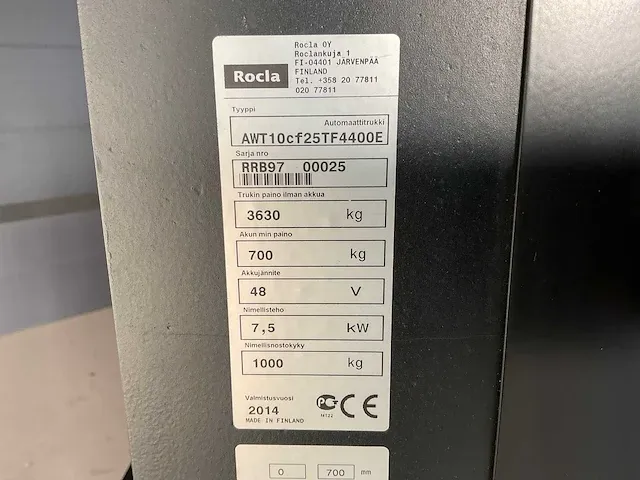 Rocla
Rocla OY
Roclankuja 1
FI-04401 JÄRVENPÄÄ
FINLAND
Tel. +358 20 77811
020 77811
Tyyppi
Automaattitrukki
AWT10cf25TF4400E
Sarja nro
RRB97 00025
Trukin paino ilman akkua
3630 kg
Akun min paino
700 kg
Akkujännite
48 V
Nimellisteho
7,5 kW
Nimellisnostokyky
1000 kg
Valmistusvuosi
2014
MADE IN FINLAND
CE
0 700 mm